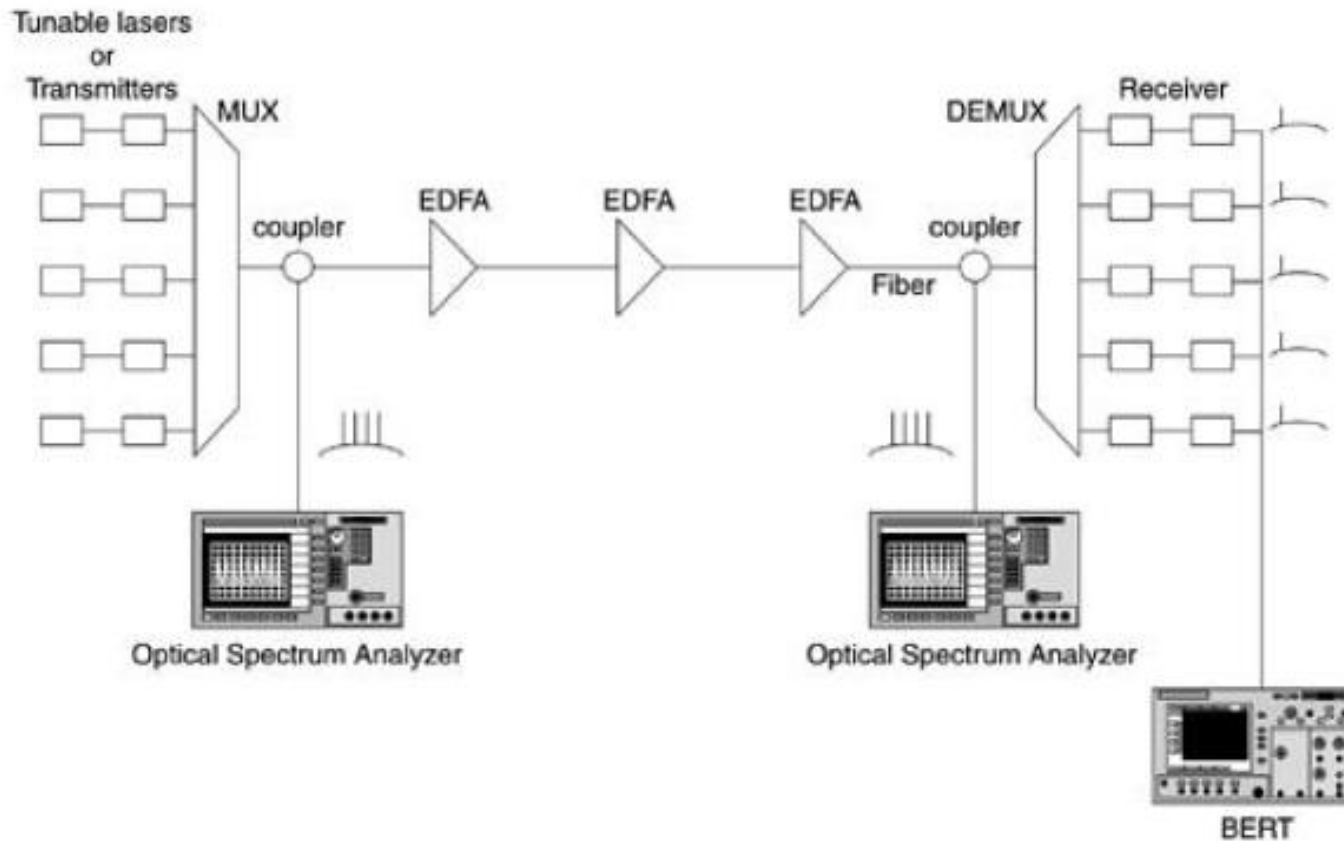 Tunable lasers
or
Transmitters
MUX
coupler
EDFA
EDFA
EDFA
Fiber
coupler
DEMUX
Receiver
Optical Spectrum Analyzer
Optical Spectrum Analyzer
BERT